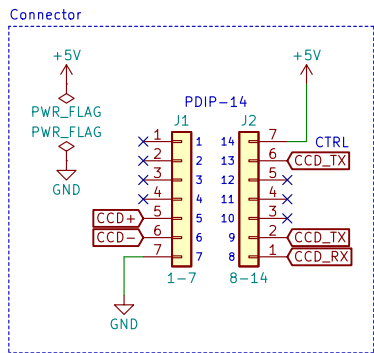 Connector
+5V
+5V
PWR_FLAG
PWR_FLAG
GND
PDIP-14
J1
J2
1 1
2 2
3 3
4 4
CCD+ 5 5
CCD- 6 6
7 7
1-7
14 7
CTRL
13 6 CCD_TX
12 5
11 4
10 3
9 2 CCD_TX
8 1 CCD_RX
8-14
GND